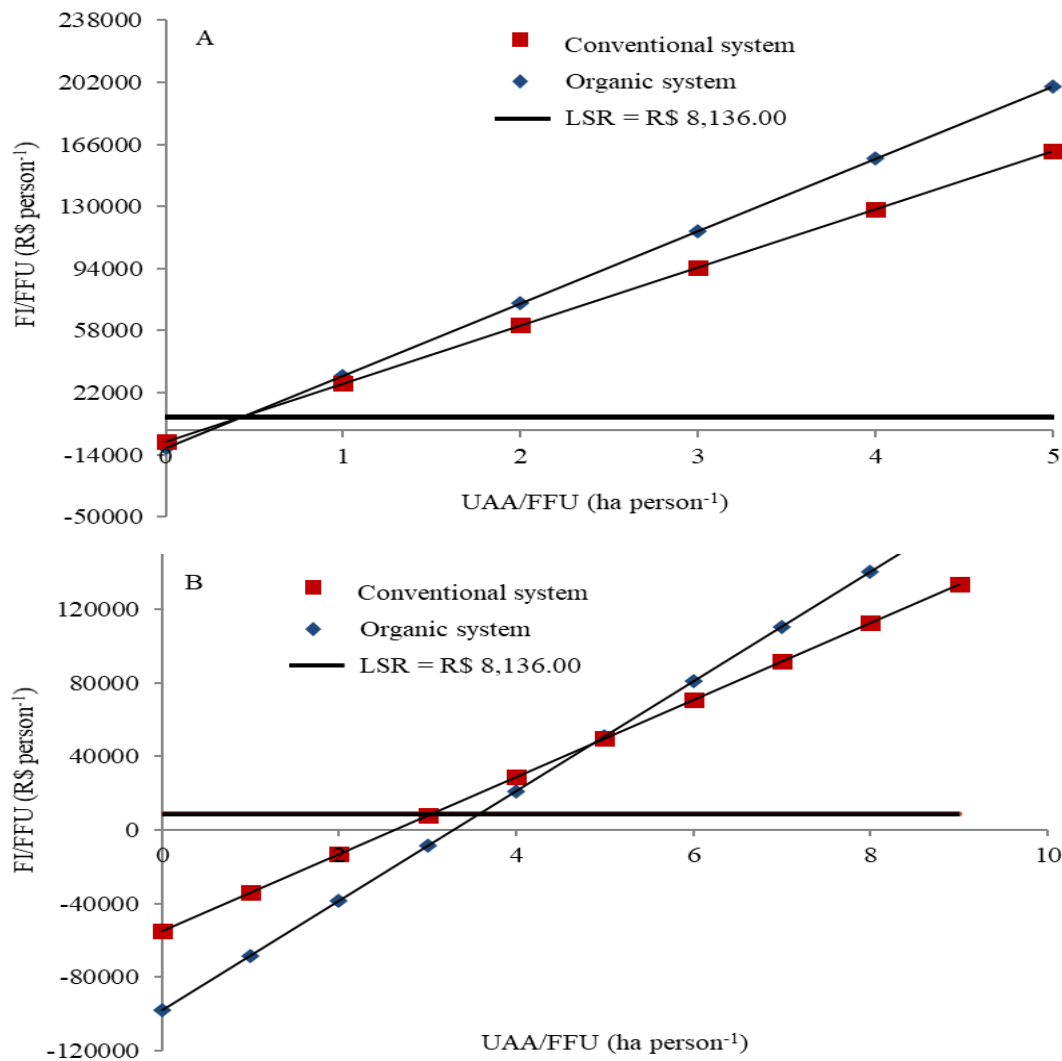 238000
202000
166000
130000
94000
58000
22000
-14000
-50000
A
Conventional system
Organic system
LSR = R$ 8,136.00
FI/FFU (R$ person-1)
0 1 2 3 4 5
UAA/FFU (ha person-1)
120000
80000
40000
0
-40000
-80000
-120000
B
Conventional system
Organic system
LSR = R$ 8,136.00
FI/FFU (R$ person-1)
0 2 4 6 8 10
UAA/FFU (ha person-1)